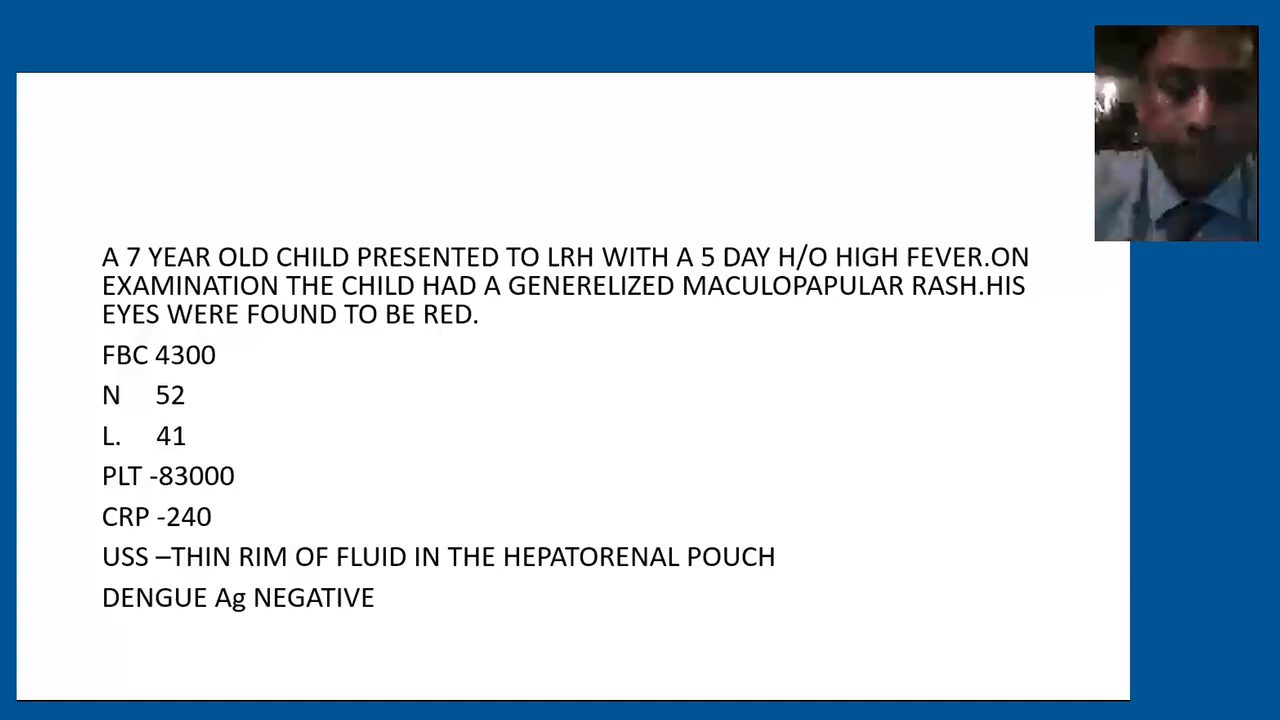 A 7 YEAR OLD CHILD PRESENTED TO LRH WITH A 5 DAY H/O HIGH FEVER.ON
EXAMINATION THE CHILD HAD A GENERELIZED MACULOPAPULAR RASH.HIS
EYES WERE FOUND TO BE RED.
FBC 4300
N 52
L. 41
PLT -83000
CRP -240
USS –THIN RIM OF FLUID IN THE HEPATORENAL POUCH
DENGUE Ag NEGATIVE